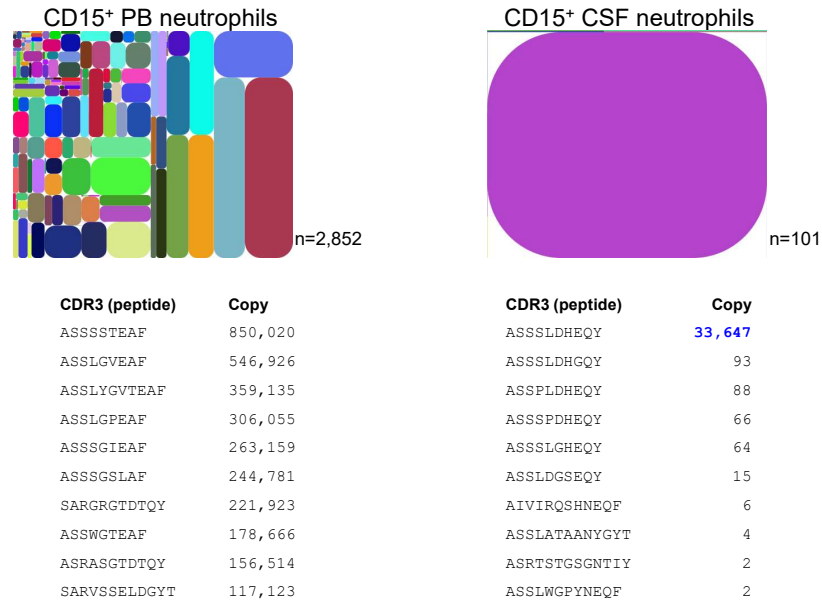 CD15⁺ PB neutrophils
n=2,852
CDR3 (peptide) Copy
ASSSSTEAF 850,020
ASSLGVEAF 546,926
ASSLYGVTEAF 359,135
ASSLGPEAF 306,055
ASSSGIEAF 263,159
ASSSGSLAF 244,781
SARGRGTDTQY 221,923
ASSWGTEAF 178,666
ASRASGTDTQY 156,514
SARVSSELDGYT 117,123
CD15⁺ CSF neutrophils
n=101
CDR3 (peptide) Copy
ASSSLDHEQY 33,647
ASSSLDHGQY 93
ASSPLDHEQY 88
ASSSPDHEQY 66
ASSSLGHEQY 64
ASSLDGSEQY 15
AIVIRQSHNEQF 6
ASSLATAANYGYT 4
ASRTSTGSGNTIY 2
ASSLWGPYNEQF 2